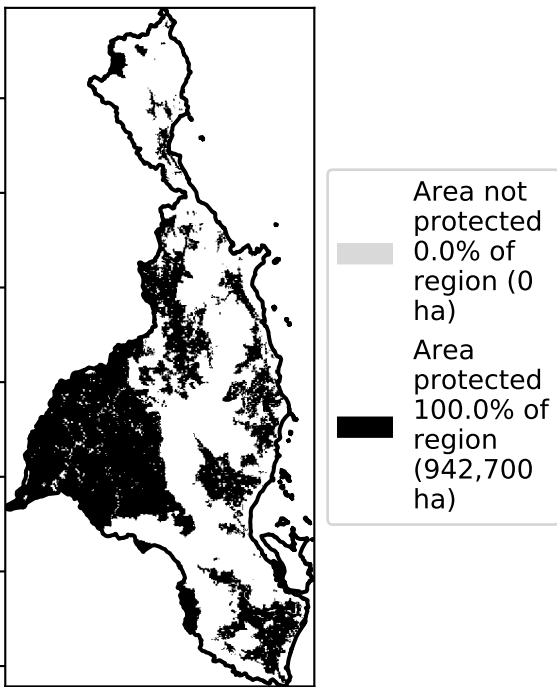 Area not
protected
0.0% of
region (0
ha)
Area
protected
100.0% of
region
(942,700
ha)